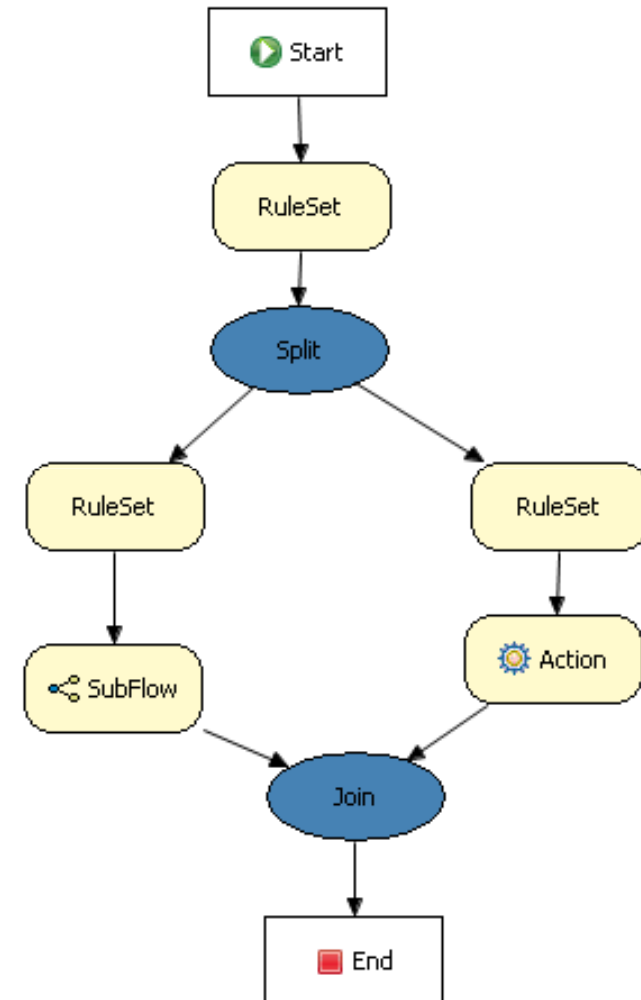 Start
RuleSet
Split
RuleSet
RuleSet
SubFlow
Action
Join
End